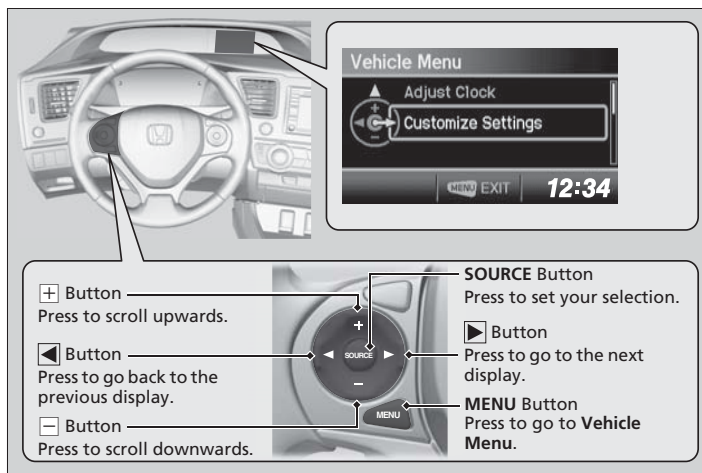 Vehicle Menu
Adjust Clock
+
Customize Settings
−
MENU EXIT 12:34
+ Button
Press to scroll upwards.
◀ Button
Press to go back to the
previous display.
− Button
Press to scroll downwards.
+
◀ SOURCE ▶
−
MENU
SOURCE Button
Press to set your selection.
▶ Button
Press to go to the next
display.
MENU Button
Press to go to Vehicle
Menu.